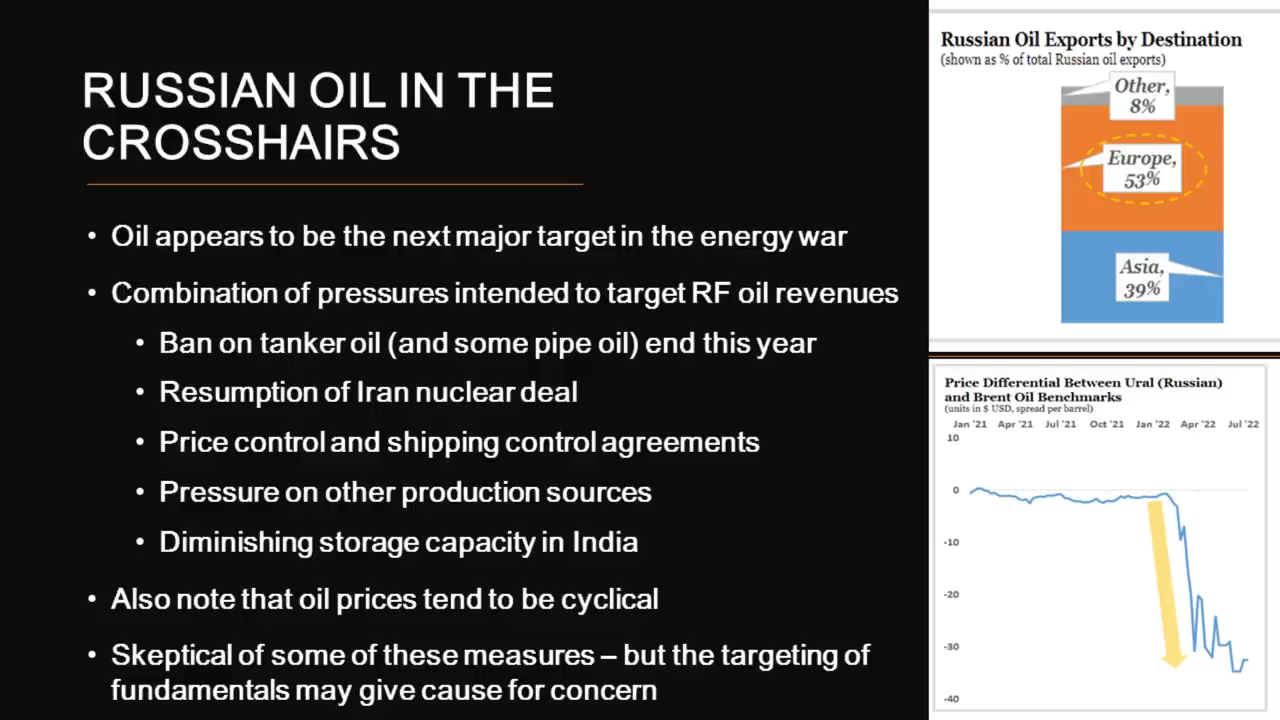 RUSSIAN OIL IN THE
CROSSHAIRS
• Oil appears to be the next major target in the energy war
• Combination of pressures intended to target RF oil revenues
• Ban on tanker oil (and some pipe oil) end this year
• Resumption of Iran nuclear deal
• Price control and shipping control agreements
• Pressure on other production sources
• Diminishing storage capacity in India
• Also note that oil prices tend to be cyclical
• Skeptical of some of these measures – but the targeting of
fundamentals may give cause for concern
Russian Oil Exports by Destination
(shown as % of total Russian oil exports)
Other,
8%
Europe,
53%
Asia,
39%
Price Differential Between Ural (Russian)
and Brent Oil Benchmarks
(units in $ USD, spread per barrel)
Jan '21 Apr '21 Jul '21 Oct '21 Jan '22 Apr '22 Jul '22
10
0
-10
-20
-30
-40